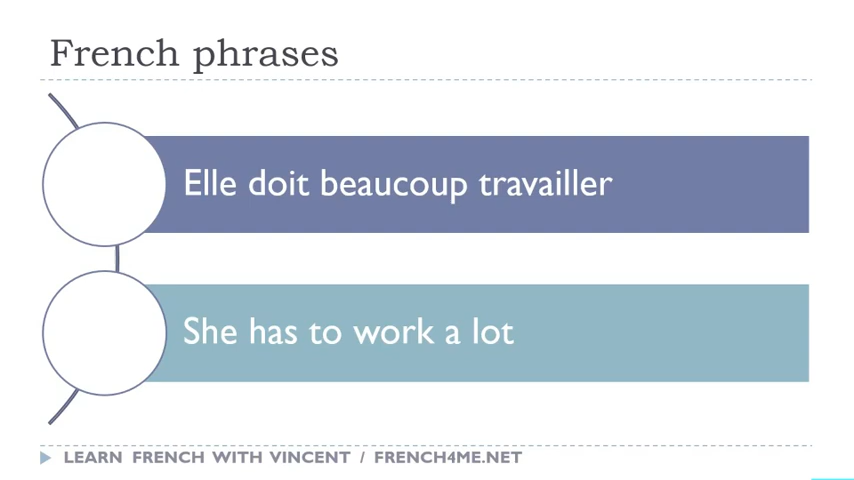 French phrases
Elle doit beaucoup travailler
She has to work a lot
LEARN FRENCH WITH VINCENT / FRENCH4ME.NET